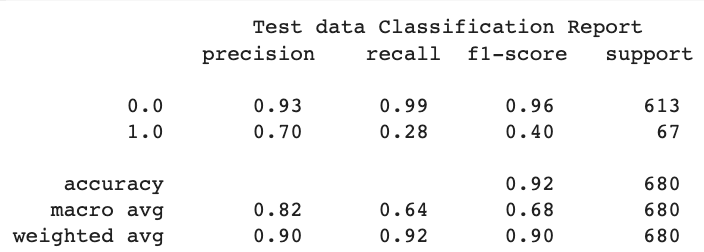 Test data Classification Report
precision recall f1-score support
0.0 0.93 0.99 0.96 613
1.0 0.70 0.28 0.40 67
accuracy 0.92 680
macro avg 0.82 0.64 0.68 680
weighted avg 0.90 0.92 0.90 680